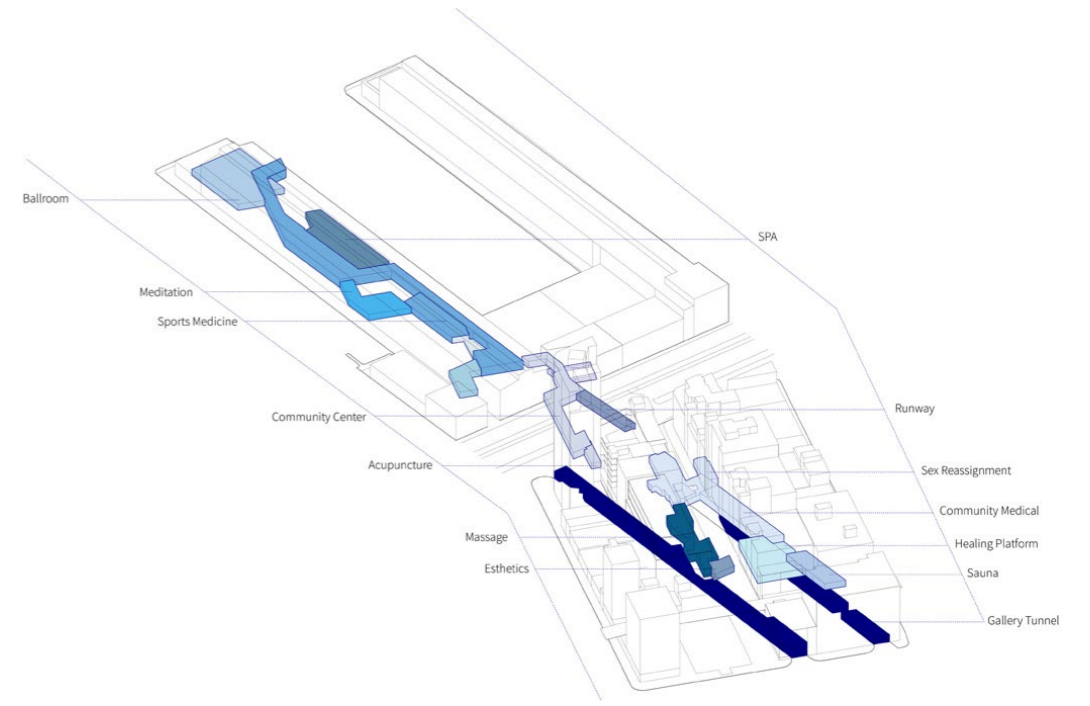 Ballroom
SPA
Meditation
Sports Medicine
Runway
Community Center
Acupuncture
Sex Reassignment
Community Medical
Massage
Healing Platform
Esthetics
Sauna
Gallery Tunnel